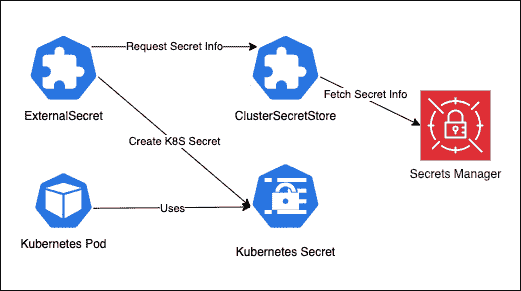 Request Secret Info
Fetch Secret Info
ExternalSecret
ClusterSecretStore
Create K8S Secret
Secrets Manager
Uses
Kubernetes Pod
Kubernetes Secret